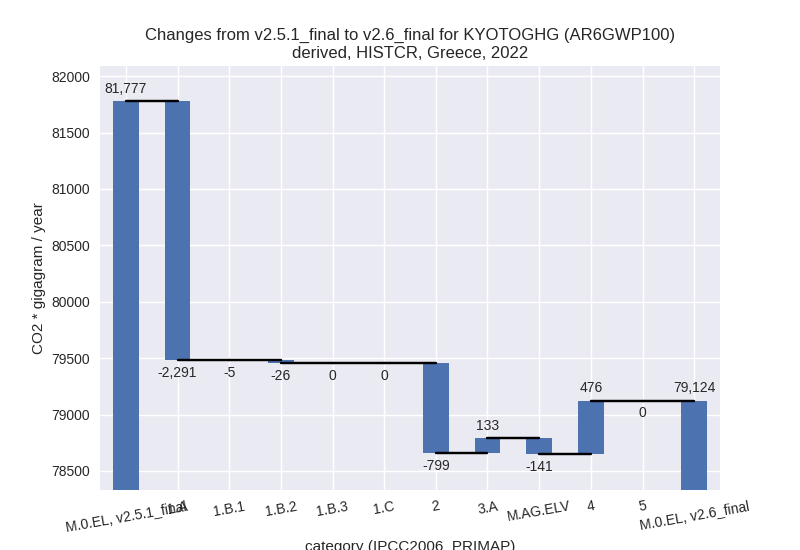 Changes from v2.5.1_final to v2.6_final for KYOTOGHG (AR6GWP100)
derived, HISTCR, Greece, 2022
CO2 * gigagram / year
82000
81500
81000
80500
80000
79500
79000
78500
81,777
-2,291
-5
-26
0
0
-799
133
-141
476
0
79,124
M.0.EL, v2.5.1_final
1.A
1.B.1
1.B.2
1.B.3
1.C
2
3.A
M.AG.ELV
4
5
M.0.EL, v2.6_final
category (IPCC2006_PRIMAP)